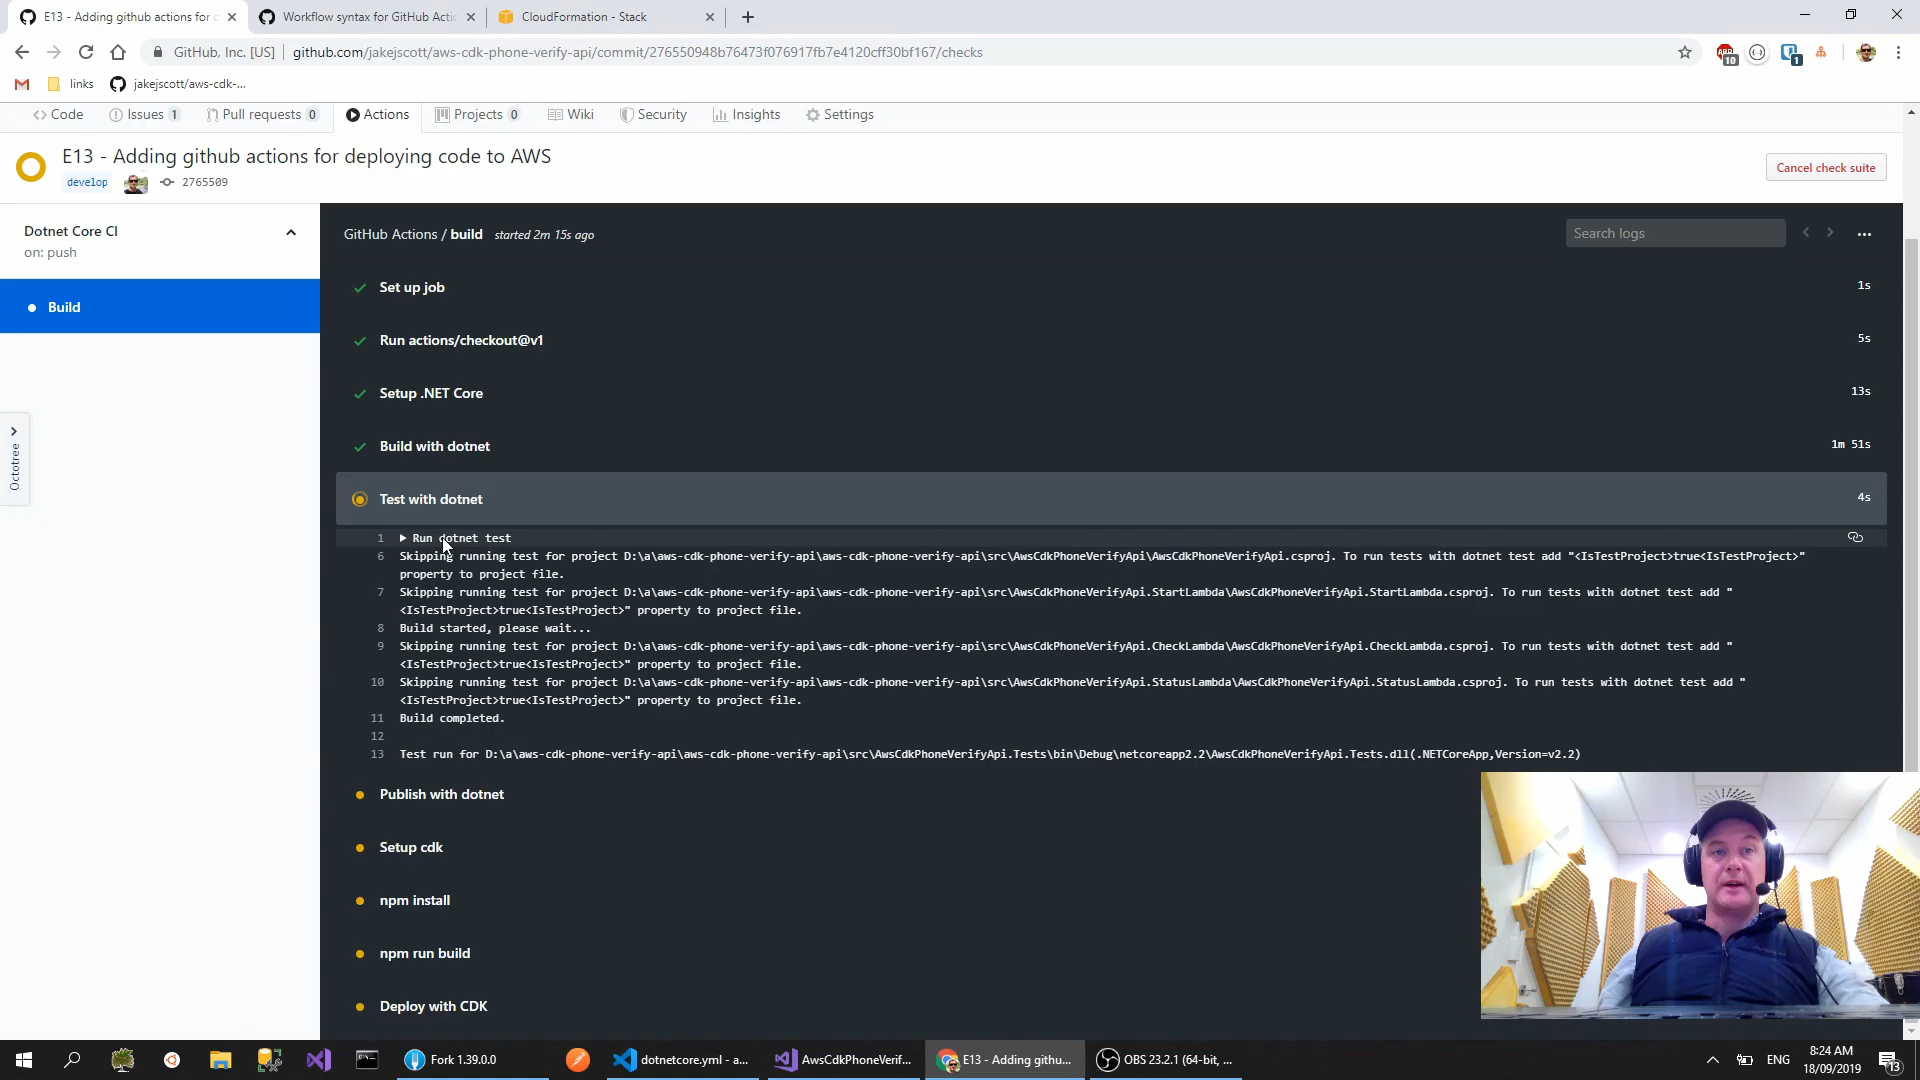 E13 - Adding github actions for c
Workflow syntax for GitHub Actio
CloudFormation - Stack
GitHub, Inc. [US]
github.com/jakejscott/aws-cdk-phone-verify-api/commit/276550948b76473f076917fb7e4120cff30bf167/checks
10
1
links
jakejscott/aws-cdk-...
Code
Issues 1
Pull requests 0
Actions
Projects 0
Wiki
Security
Insights
Settings
E13 - Adding github actions for deploying code to AWS
develop
2765509
Cancel check suite
Dotnet Core CI
on: push
Build
Octotree
GitHub Actions / build started 2m 15s ago
Search logs
Set up job
1s
Run actions/checkout@v1
5s
Setup .NET Core
13s
Build with dotnet
1m 51s
Test with dotnet
4s
1 Run dotnet test
6 Skipping running test for project D:\a\aws-cdk-phone-verify-api\aws-cdk-phone-verify-api\src\AwsCdkPhoneVerifyApi\AwsCdkPhoneVerifyApi.csproj. To run tests with dotnet test add "<IsTestProject>true<IsTestProject>"
property to project file.
7 Skipping running test for project D:\a\aws-cdk-phone-verify-api\aws-cdk-phone-verify-api\src\AwsCdkPhoneVerifyApi.StartLambda\AwsCdkPhoneVerifyApi.StartLambda.csproj. To run tests with dotnet test add "
<IsTestProject>true<IsTestProject>" property to project file.
8 Build started, please wait...
9 Skipping running test for project D:\a\aws-cdk-phone-verify-api\aws-cdk-phone-verify-api\src\AwsCdkPhoneVerifyApi.CheckLambda\AwsCdkPhoneVerifyApi.CheckLambda.csproj. To run tests with dotnet test add "
<IsTestProject>true<IsTestProject>" property to project file.
10 Skipping running test for project D:\a\aws-cdk-phone-verify-api\aws-cdk-phone-verify-api\src\AwsCdkPhoneVerifyApi.StatusLambda\AwsCdkPhoneVerifyApi.StatusLambda.csproj. To run tests with dotnet test add "
<IsTestProject>true<IsTestProject>" property to project file.
11 Build completed.
12
13 Test run for D:\a\aws-cdk-phone-verify-api\aws-cdk-phone-verify-api\src\AwsCdkPhoneVerifyApi.Tests\bin\Debug\netcoreapp2.2\AwsCdkPhoneVerifyApi.Tests.dll(.NETCoreApp,Version=v2.2)
Publish with dotnet
Setup cdk
npm install
npm run build
Deploy with CDK
Fork 1.39.0.0
dotnetcore.yml - a...
AwsCdkPhoneVerif...
E13 - Adding githu...
OBS 23.2.1 (64-bit, ...
ENG
8:24 AM
18/09/2019
13